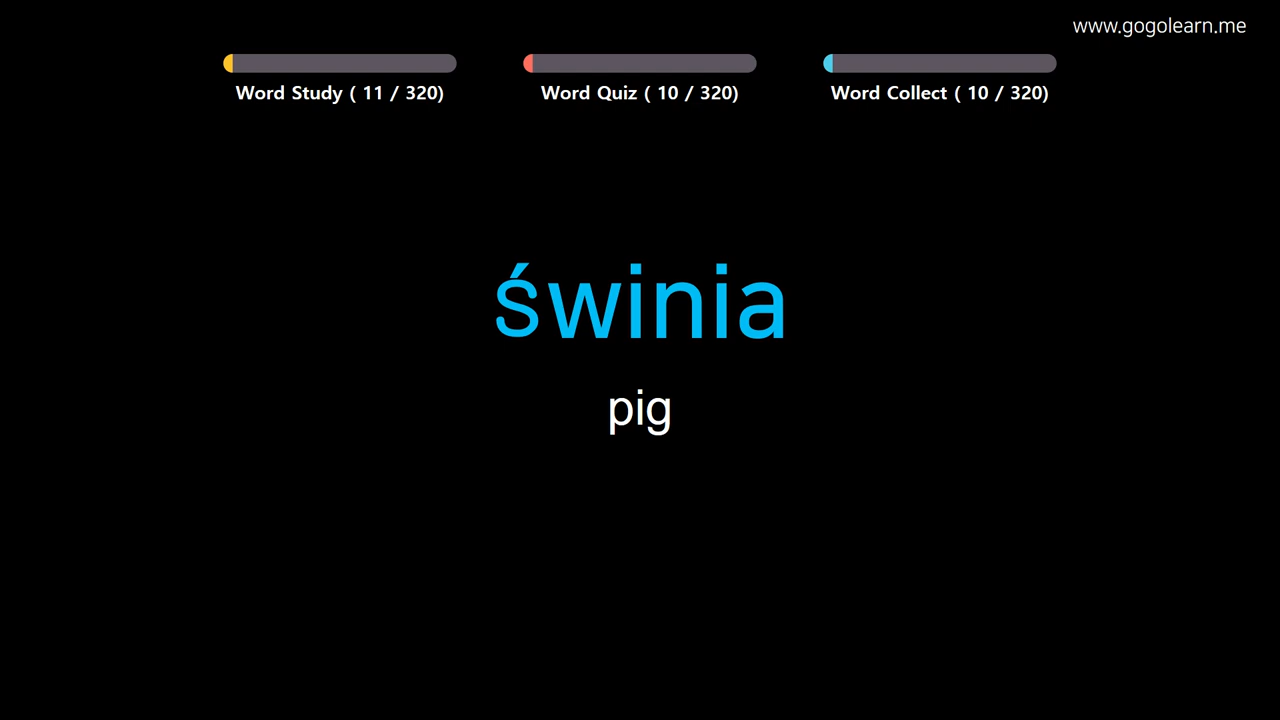 www.gogolearn.me
Word Study ( 11 / 320)
Word Quiz ( 10 / 320)
Word Collect ( 10 / 320)
świnia
pig